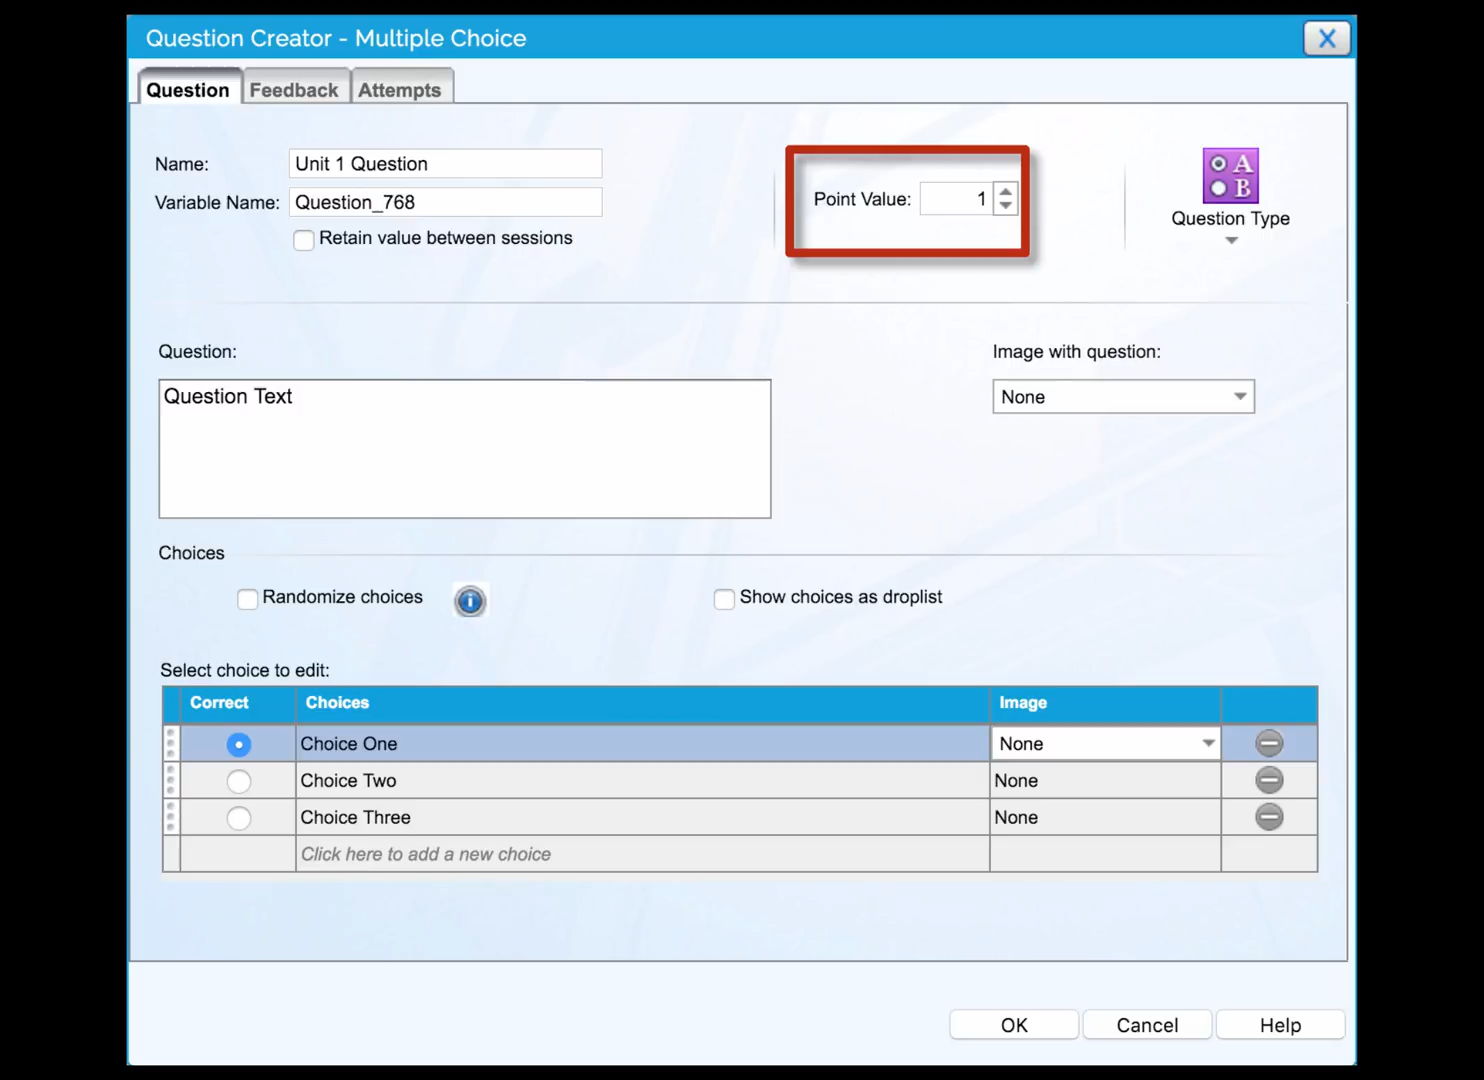 Question Creator - Multiple Choice
X
Question Feedback Attempts
Name: Unit 1 Question
Variable Name: Question_768
Retain value between sessions
Point Value: 1
A
B
Question Type
Question: Image with question:
Question Text
None
Choices
Randomize choices Show choices as droplist
Select choice to edit:
Correct Choices Image
Choice One None
Choice Two None
Choice Three None
Click here to add a new choice
OK Cancel Help